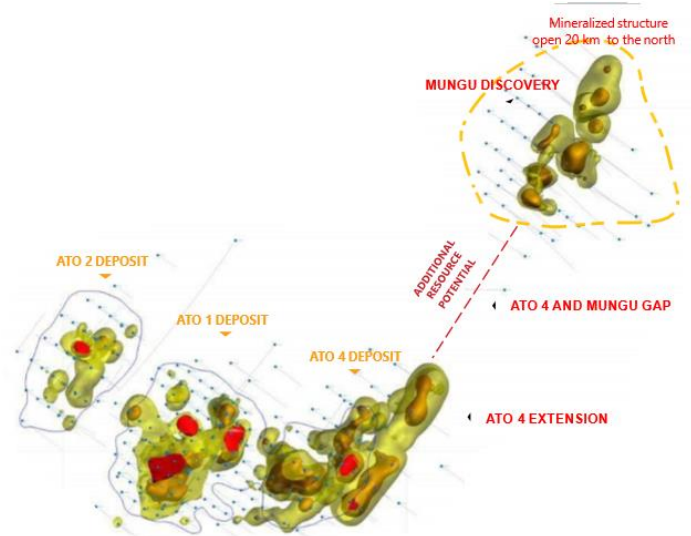 Mineralized structure
open 20 km to the north
MUNGU DISCOVERY
ADDITIONAL
RESOURCE
POTENTIAL
ATO 2 DEPOSIT
ATO 1 DEPOSIT
ATO 4 DEPOSIT
ATO 4 AND MUNGU GAP
ATO 4 EXTENSION